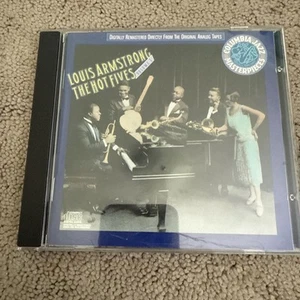 DIGITALLY REMASTERED DIRECTLY FROM THE ORIGINAL ANALOG TAPES
COLUMBIA JAZZ
MASTERPIECES
LOUIS ARMSTRONG
THE HOT FIVES